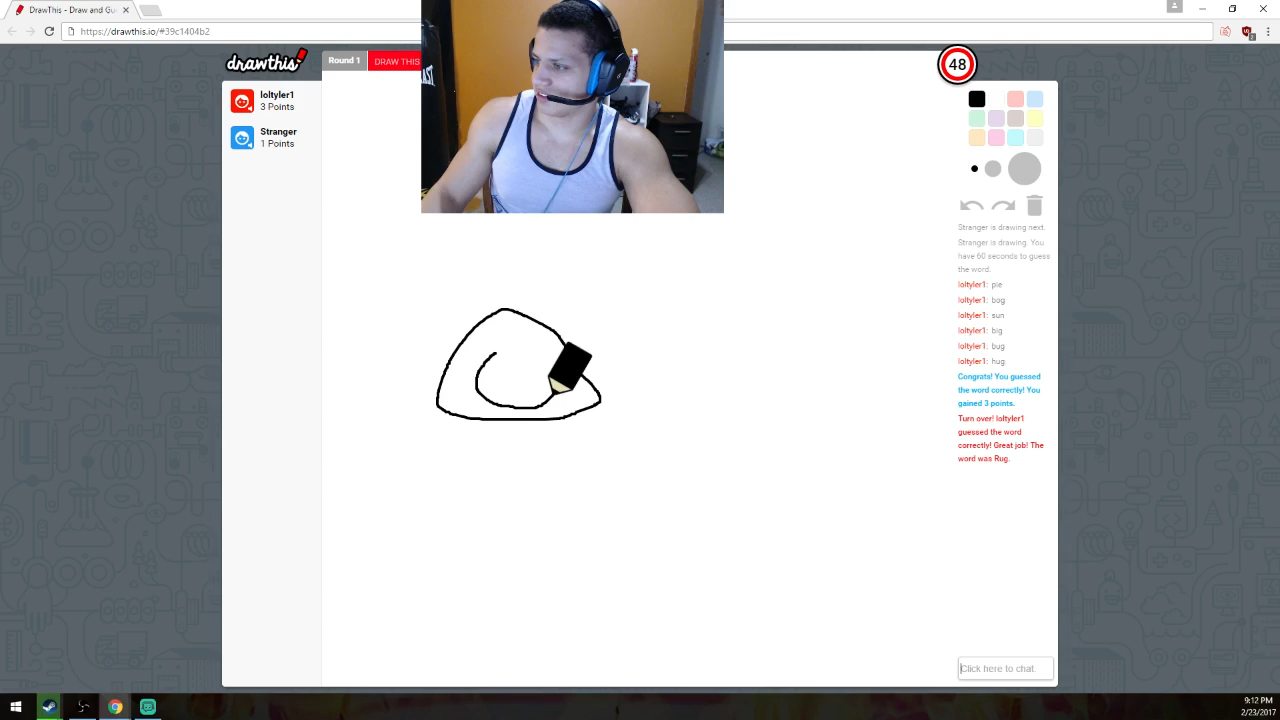 DrawThis - Draw and Gu
https://drawthis.io/#39c1404b2
drawthis!
Round 1
DRAW THIS
48
loltyler1
3 Points
Stranger
1 Points
Stranger is drawing next.
Stranger is drawing. You
have 60 seconds to guess
the word.
loltyler1: pie
loltyler1: bog
loltyler1: sun
loltyler1: big
loltyler1: bug
loltyler1: hug
Congrats! You guessed
the word correctly! You
gained 3 points.
Turn over! loltyler1
guessed the word
correctly! Great job! The
word was Rug.
Click here to chat.
9:12 PM
2/23/2017